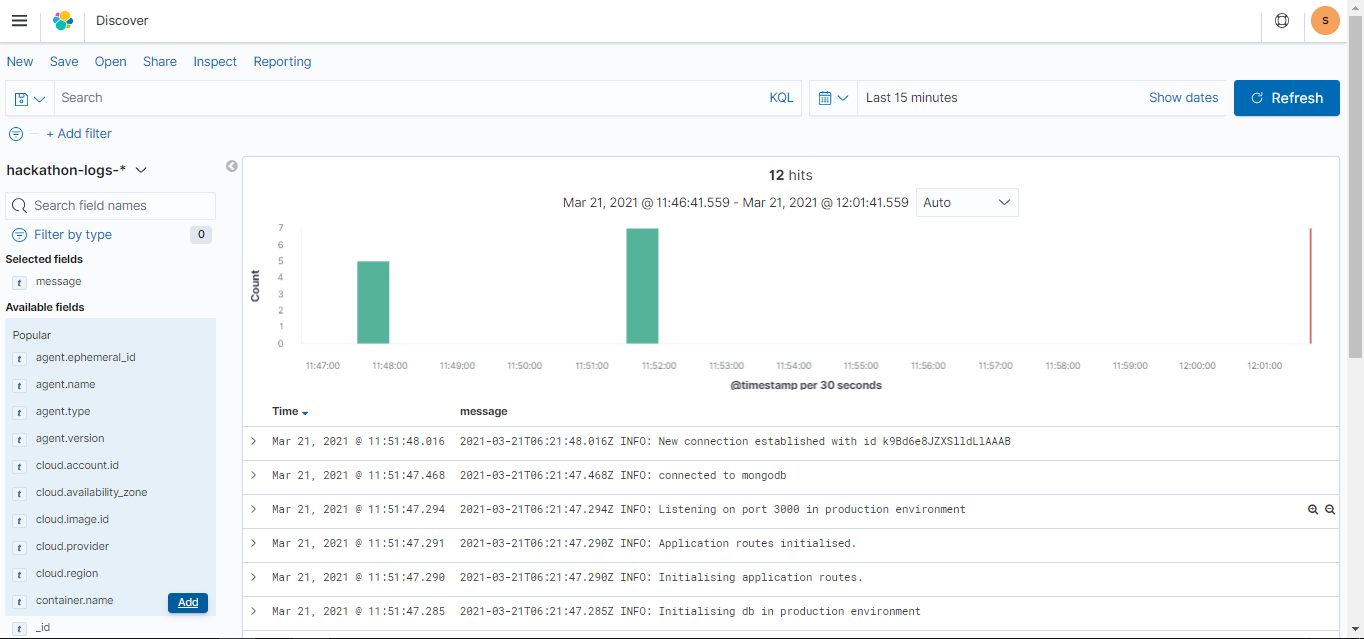 Discover
S
New Save Open Share Inspect Reporting
Search KQL Last 15 minutes Show dates Refresh
+ Add filter
hackathon-logs-*
Search field names
Filter by type 0
Selected fields
t message
Available fields
Popular
t agent.ephemeral_id
t agent.name
t agent.type
t agent.version
t cloud.account.id
t cloud.availability_zone
t cloud.image.id
t cloud.provider
t cloud.region
t container.name Add
t _id
12 hits
Mar 21, 2021 @ 11:46:41.559 - Mar 21, 2021 @ 12:01:41.559 Auto
Count
7
6
5
4
3
2
1
0
11:47:00 11:48:00 11:49:00 11:50:00 11:51:00 11:52:00 11:53:00 11:54:00 11:55:00 11:56:00 11:57:00 11:58:00 11:59:00 12:00:00 12:01:00
@timestamp per 30 seconds
Time message
Mar 21, 2021 @ 11:51:48.016 2021-03-21T06:21:48.016Z INFO: New connection established with id k9Bd6e8JZXSlldLlAAAB
Mar 21, 2021 @ 11:51:47.468 2021-03-21T06:21:47.468Z INFO: connected to mongodb
Mar 21, 2021 @ 11:51:47.294 2021-03-21T06:21:47.294Z INFO: Listening on port 3000 in production environment
Mar 21, 2021 @ 11:51:47.291 2021-03-21T06:21:47.290Z INFO: Application routes initialised.
Mar 21, 2021 @ 11:51:47.290 2021-03-21T06:21:47.290Z INFO: Initialising application routes.
Mar 21, 2021 @ 11:51:47.285 2021-03-21T06:21:47.285Z INFO: Initialising db in production environment